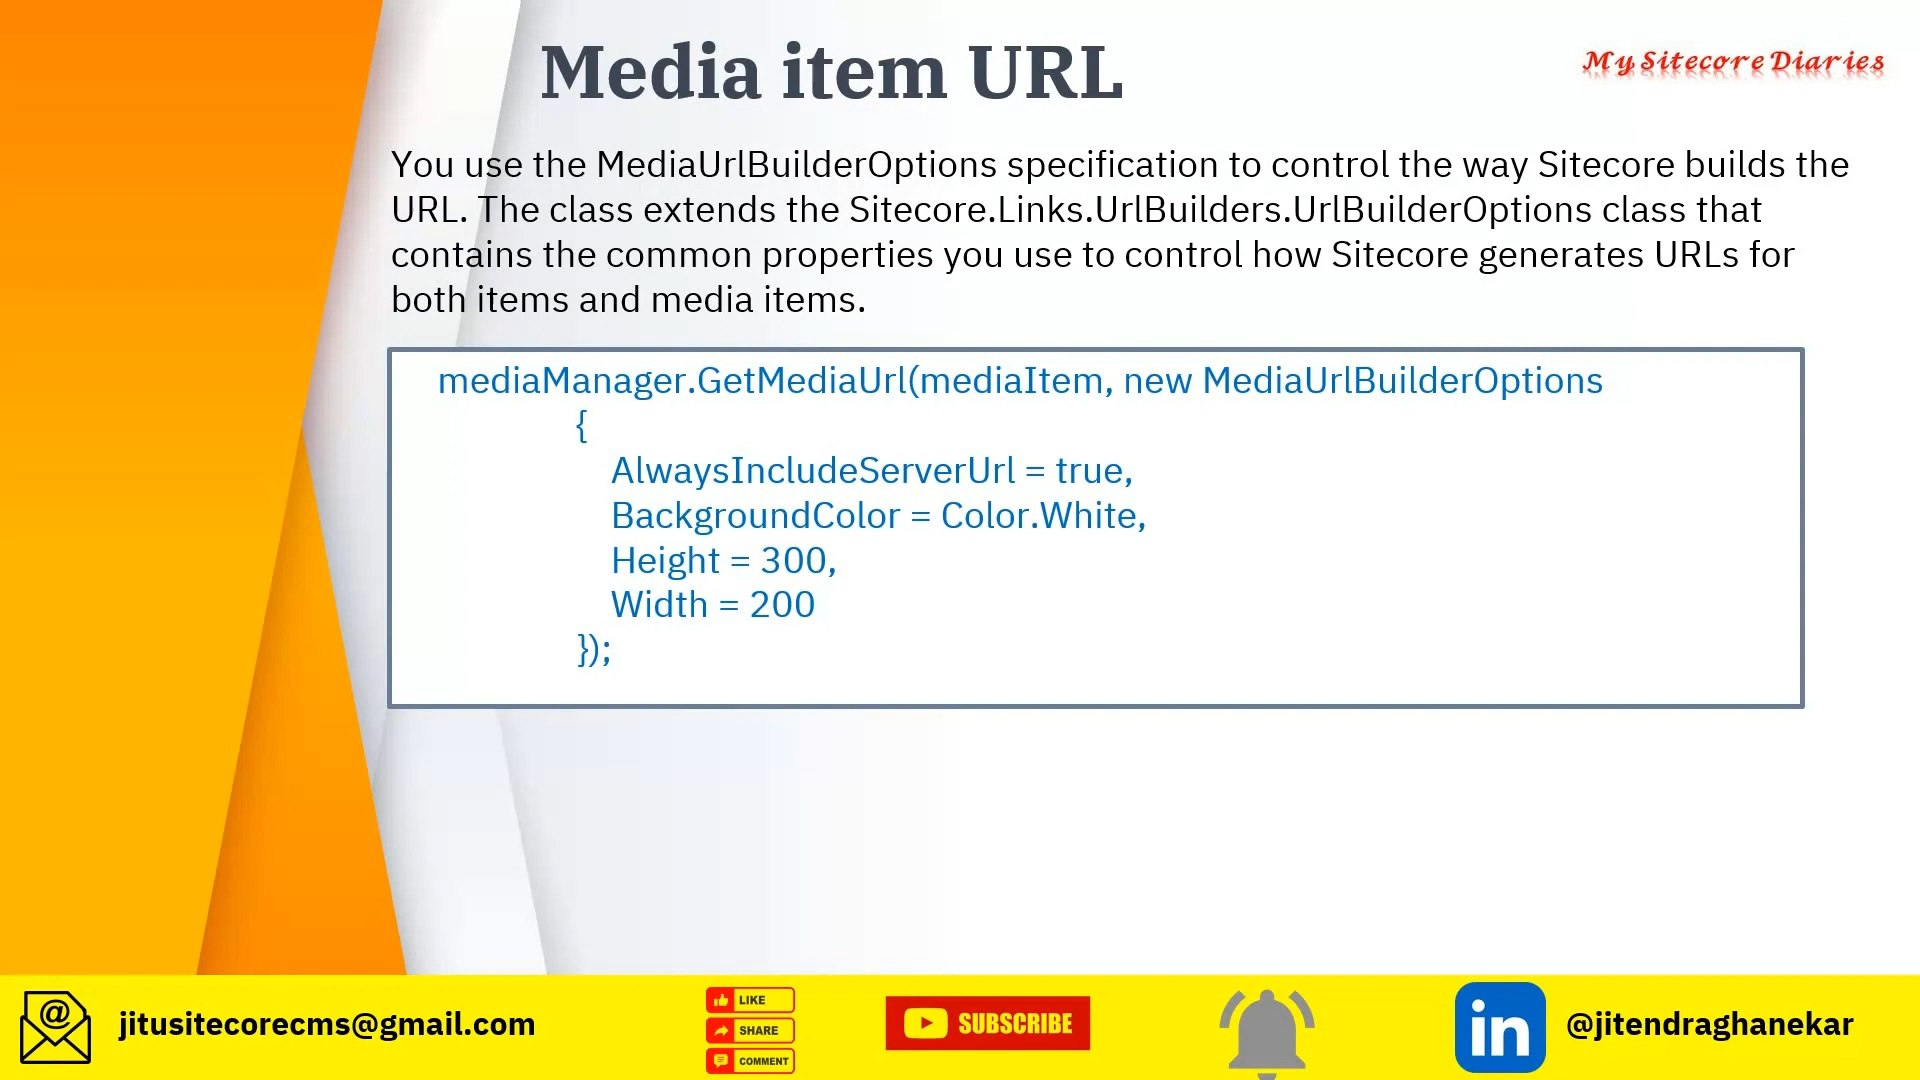 Media item URL
My Sitecore Diaries
You use the MediaUrlBuilderOptions specification to control the way Sitecore builds the
URL. The class extends the Sitecore.Links.UrlBuilders.UrlBuilderOptions class that
contains the common properties you use to control how Sitecore generates URLs for
both items and media items.
mediaManager.GetMediaUrl(mediaItem, new MediaUrlBuilderOptions
{
AlwaysIncludeServerUrl = true,
BackgroundColor = Color.White,
Height = 300,
Width = 200
});
@
jitusitecorecms@gmail.com
LIKE
SHARE
COMMENT
SUBSCRIBE
in
@jitendraghanekar